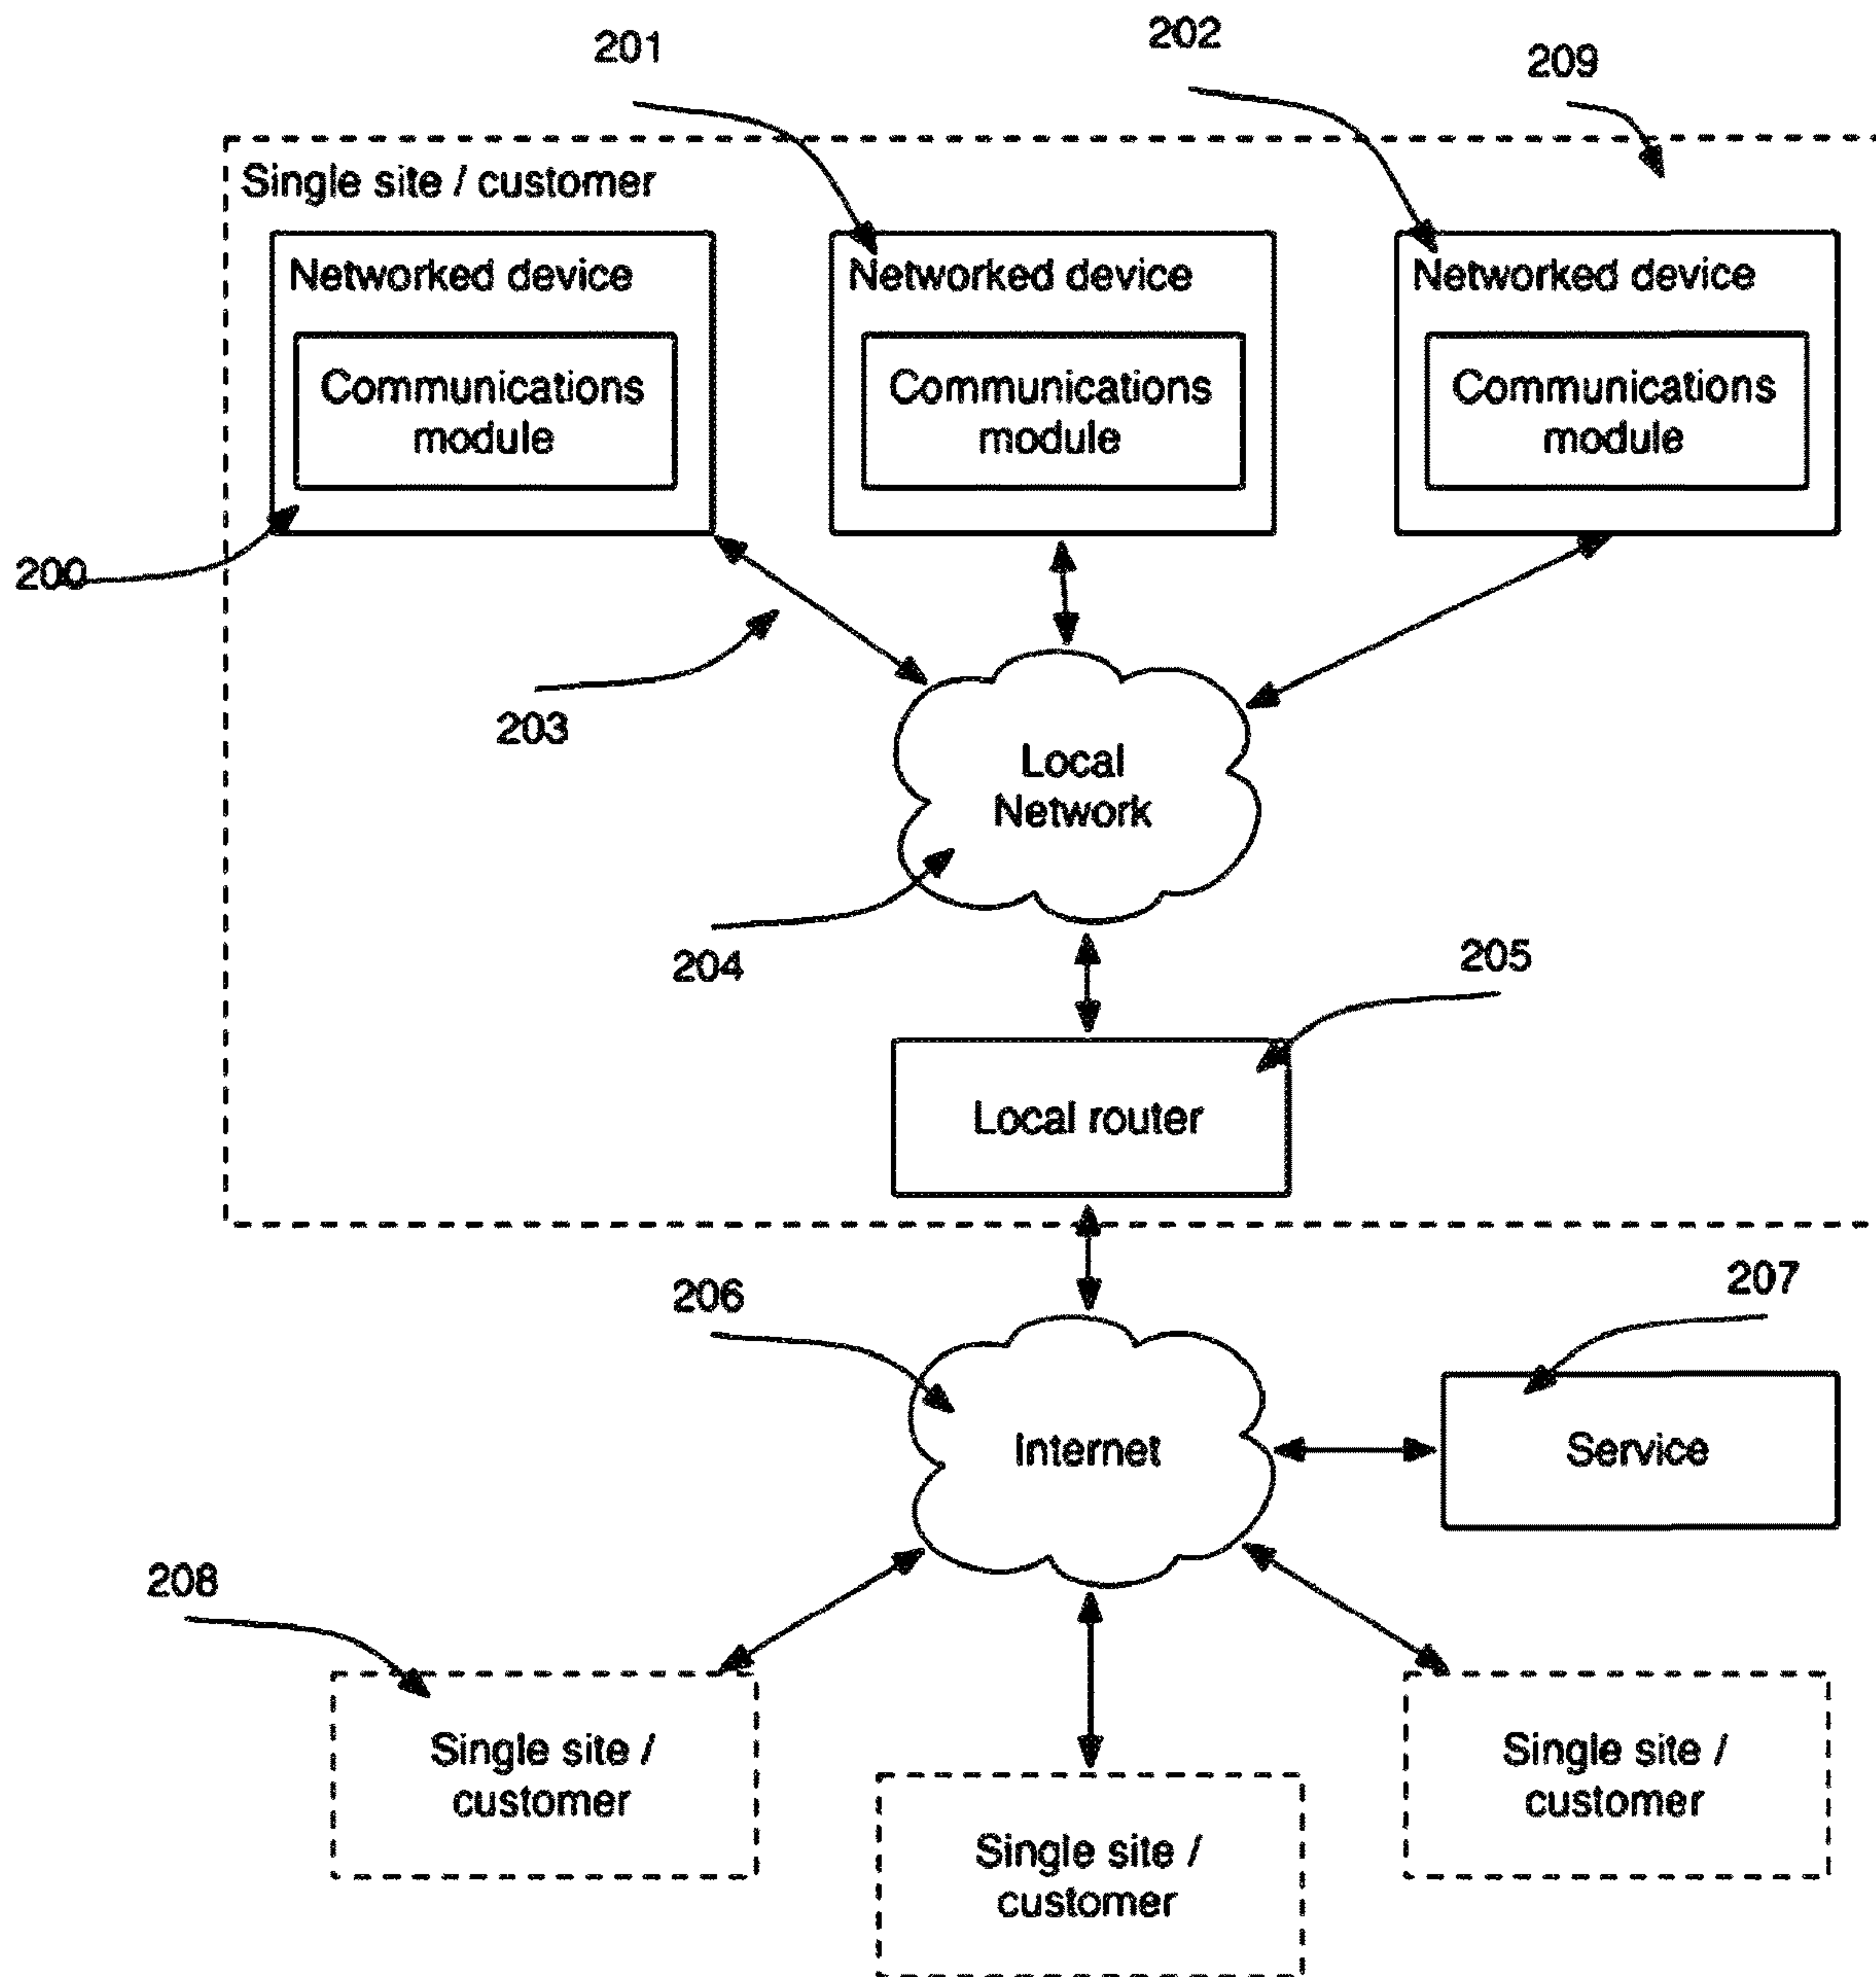 201
202
209
Single site / customer
Networked device
Networked device
Networked device
Communications
module
Communications
module
Communications
module
200
203
Local
Network
204
205
Local router
206
207
Internet
Service
208
Single site /
customer
Single site /
customer
Single site /
customer